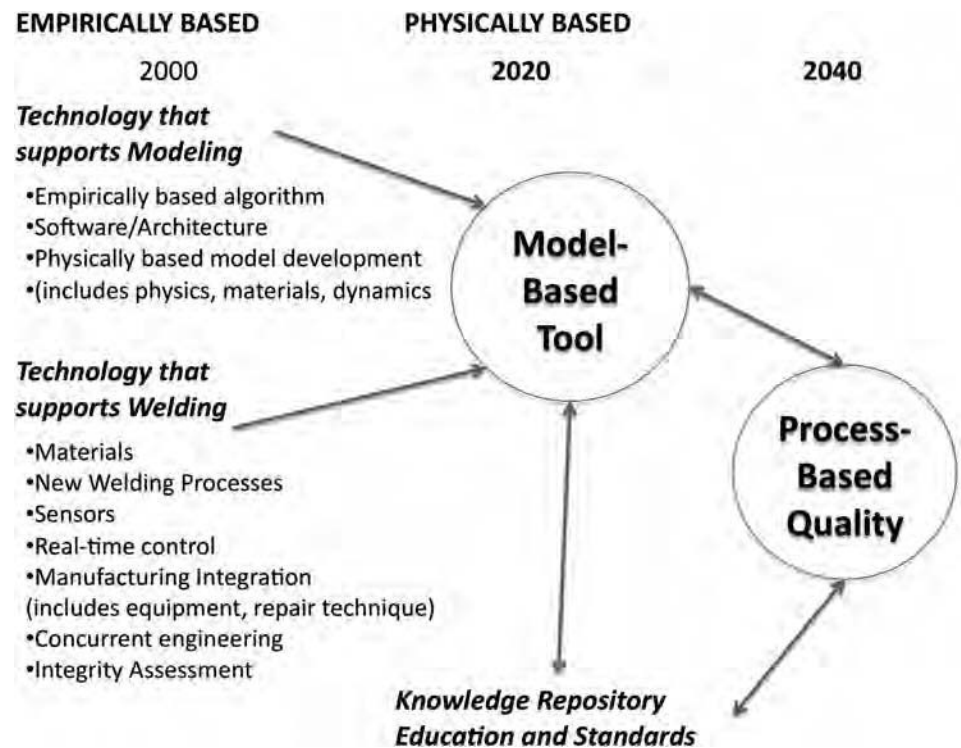 EMPIRICALLY BASED
PHYSICALLY BASED
2000
2020
2040
Technology that
supports Modeling
•Empirically based algorithm
•Software/Architecture
•Physically based model development
•(includes physics, materials, dynamics
Technology that
supports Welding
•Materials
•New Welding Processes
•Sensors
•Real-time control
•Manufacturing Integration
(includes equipment, repair technique)
•Concurrent engineering
•Integrity Assessment
Model-
Based
Tool
Process-
Based
Quality
Knowledge Repository
Education and Standards